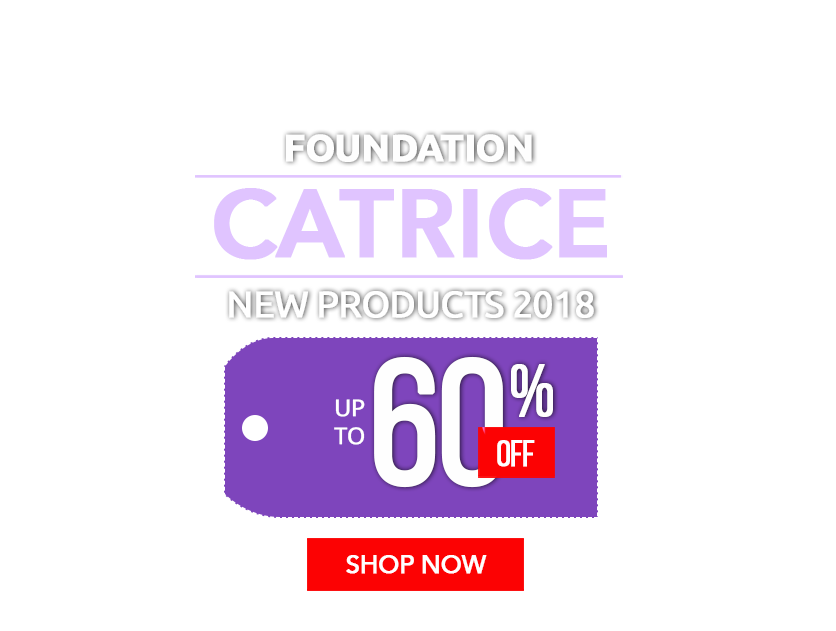 FOUNDATION
CATRICE
NEW PRODUCTS 2018
UP TO
60%
OFF
SHOP NOW